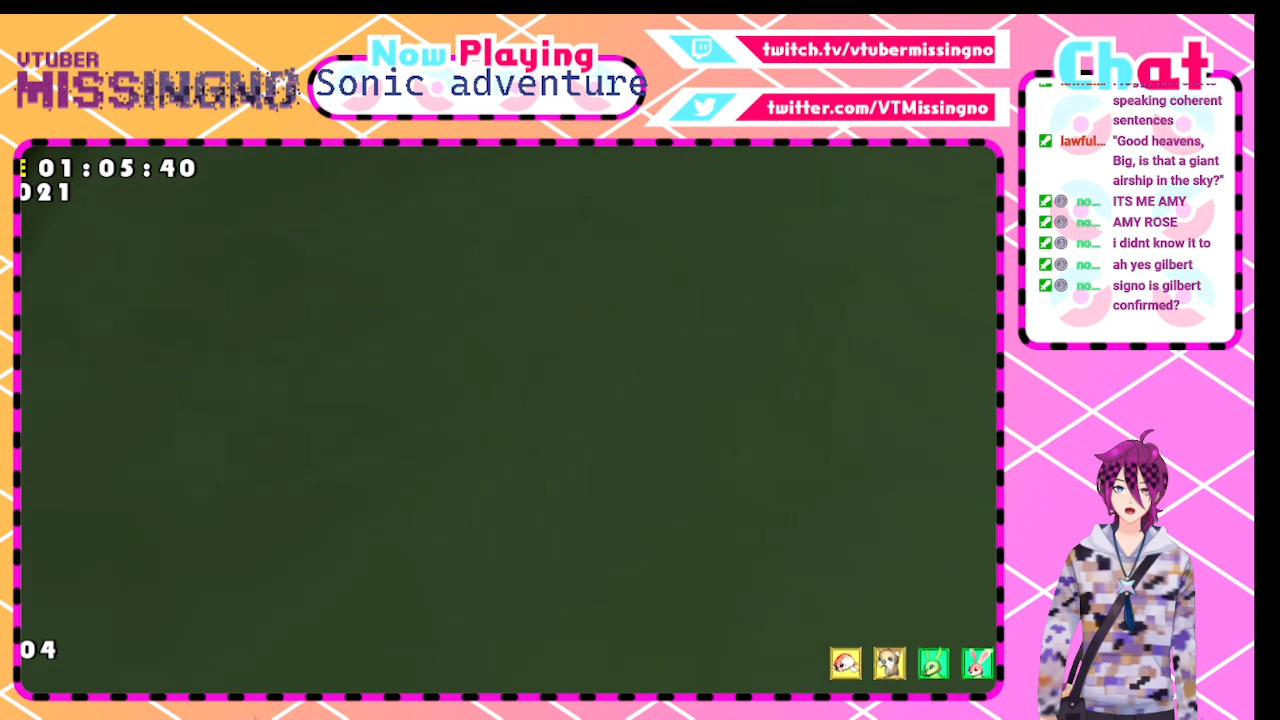 VTUBER
MISSINGNO
Now Playing
Sonic adventure
twitch.tv/vtubermissingno
twitter.com/VTMissingno
Chat
speaking coherent
sentences
lawful... "Good heavens,
Big, is that a giant
airship in the sky?"
no... ITS ME AMY
no... AMY ROSE
no... i didnt know it to
no... ah yes gilbert
no... signo is gilbert
confirmed?
E 01:05:40
021
04